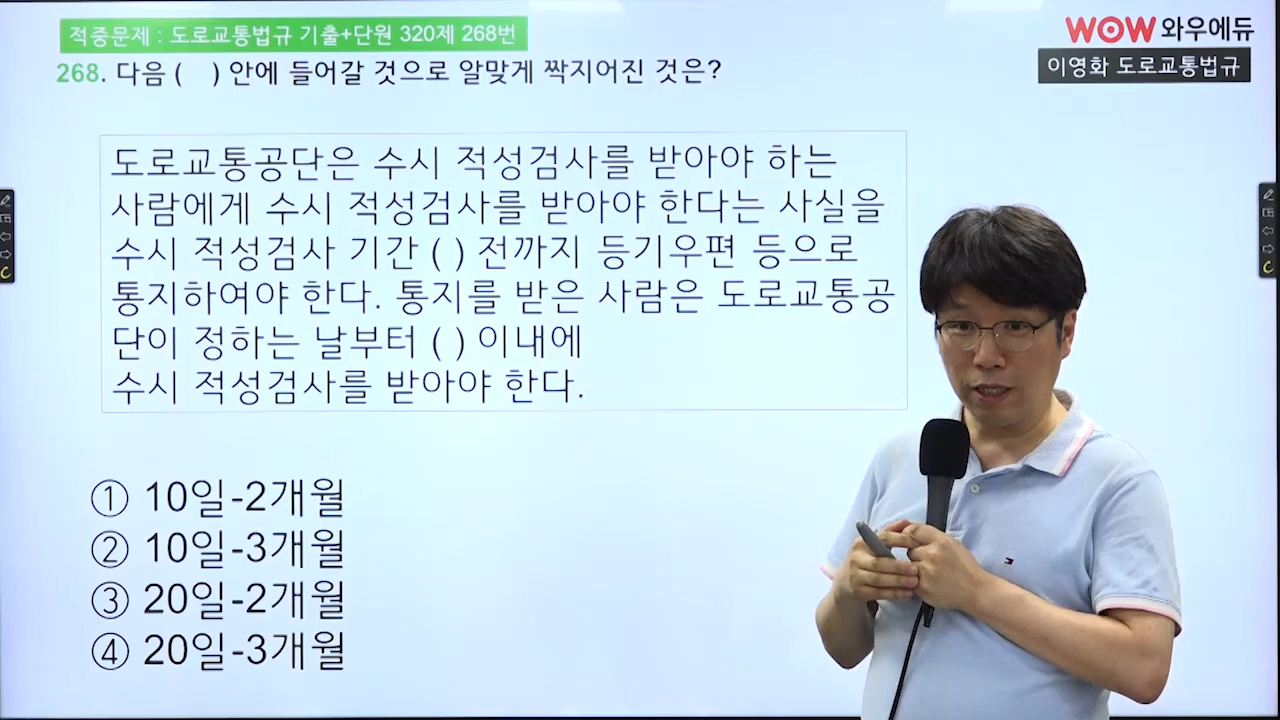 적중문제 : 도로교통법규 기출+단원 320제 268번
WOW 와우에듀
이영화 도로교통법규
268. 다음 (    ) 안에 들어갈 것으로 알맞게 짝지어진 것은?
도로교통공단은 수시 적성검사를 받아야 하는
사람에게 수시 적성검사를 받아야 한다는 사실을
수시 적성검사 기간 ( ) 전까지 등기우편 등으로
통지하여야 한다. 통지를 받은 사람은 도로교통공
단이 정하는 날부터 ( ) 이내에
수시 적성검사를 받아야 한다.
① 10일-2개월
② 10일-3개월
③ 20일-2개월
④ 20일-3개월